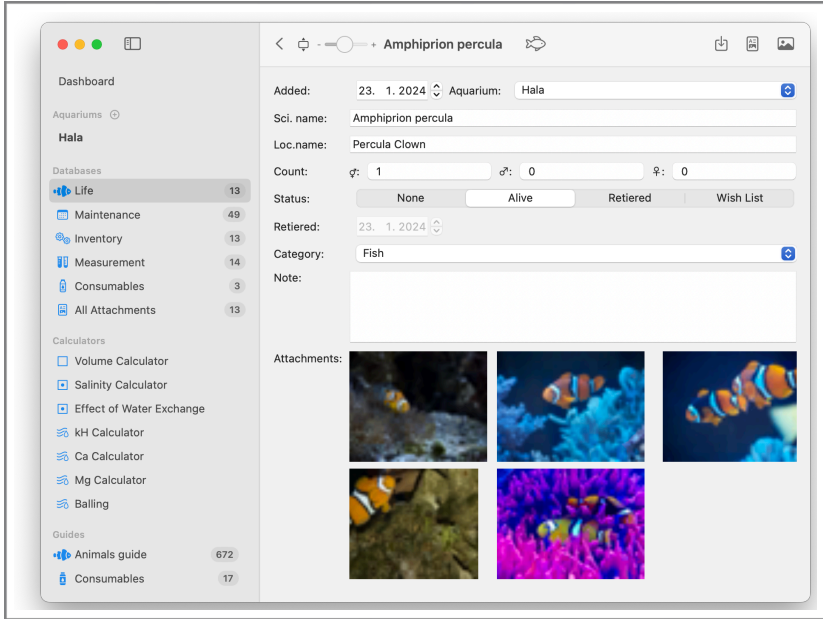 Amphiprion percula
Dashboard
Aquariums
Hala
Databases
Life 13
Maintenance 49
Inventory 13
Measurement 14
Consumables 3
All Attachments 13
Calculators
Volume Calculator
Salinity Calculator
Effect of Water Exchange
kH Calculator
Ca Calculator
Mg Calculator
Balling
Guides
Animals guide 672
Consumables 17
Added: 23. 1. 2024 Aquarium: Hala
Sci. name: Amphiprion percula
Loc.name: Percula Clown
Count: ⚥: 1 ♂: 0 ♀: 0
Status: None Alive Retiered Wish List
Retiered: 23. 1. 2024
Category: Fish
Note:
Attachments: